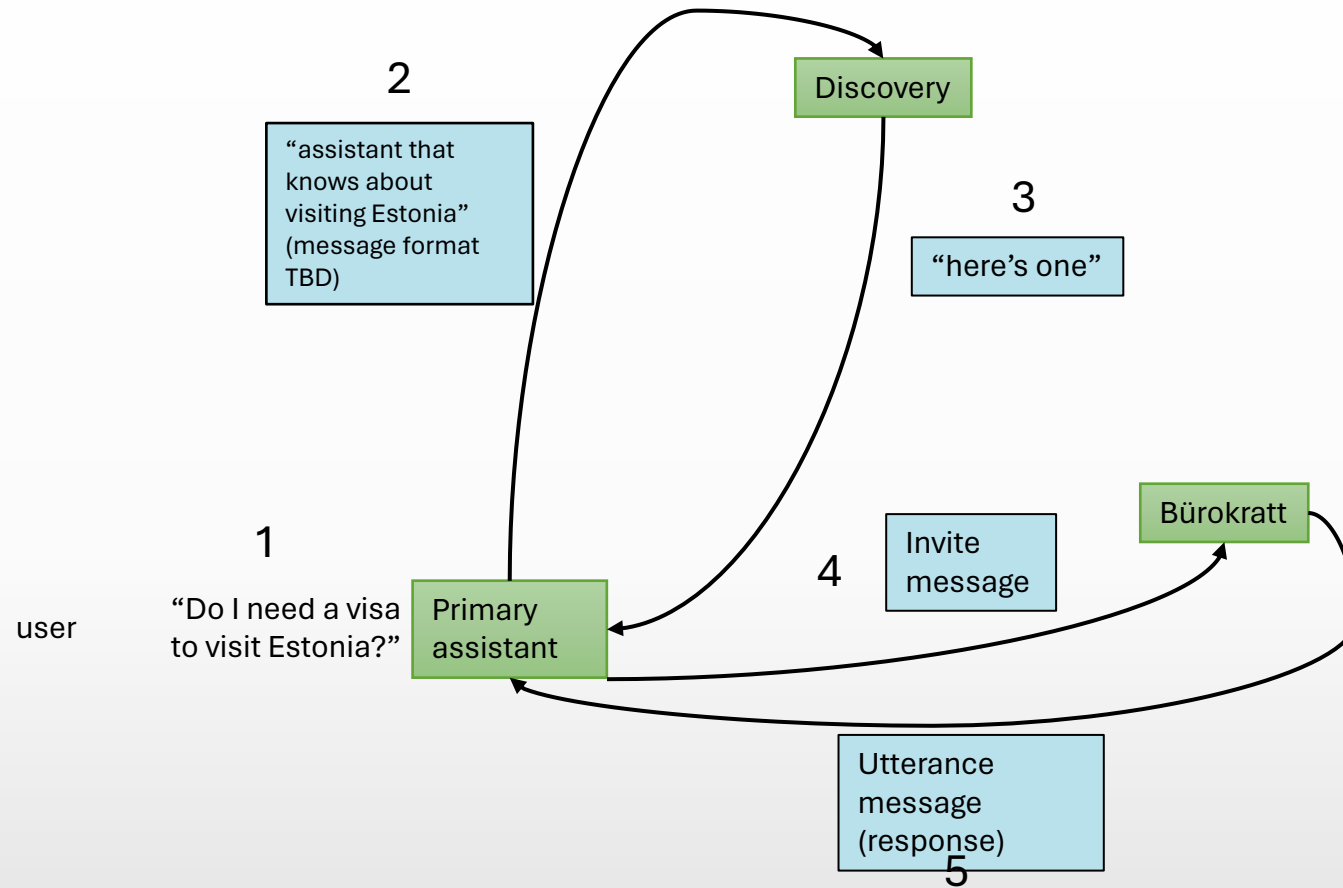 2
“assistant that
knows about
visiting Estonia”
(message format
TBD)
Discovery
3
“here’s one”
1
user
“Do I need a visa
to visit Estonia?”
Primary
assistant
4
Invite
message
Bürokratt
Utterance
message
(response)
5